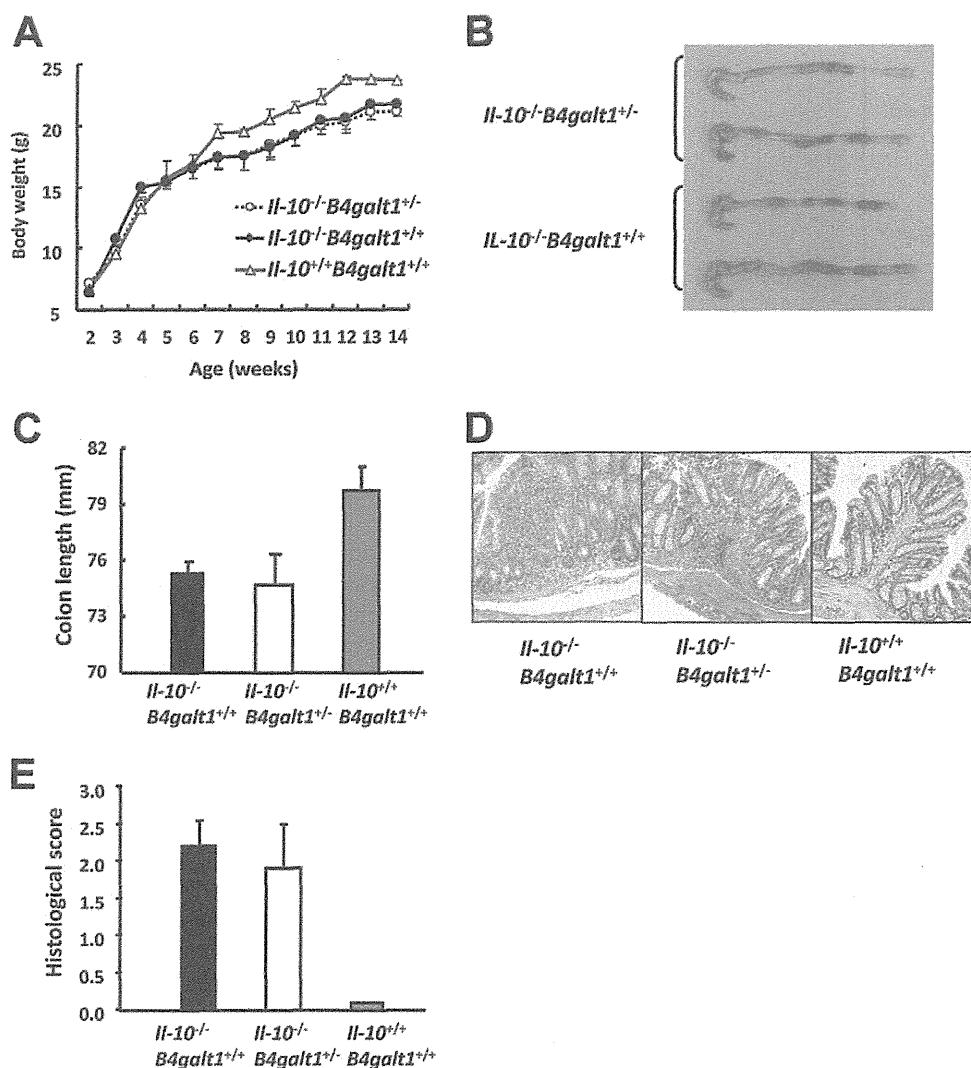 A
Body weight (g)
25
20
15
10
5
2 3 4 5 6 7 8 9 10 11 12 13 14
Age (weeks)
Il-10-/-B4galt1+/-
Il-10-/-B4galt1+/+
Il-10+/+B4galt1+/+
B
Il-10-/-B4galt1+/-
IL-10-/-B4galt1+/+
C
Colon length (mm)
82
79
76
73
70
Il-10-/- Il-10-/- Il-10+/+
B4galt1+/+ B4galt1+/- B4galt1+/+
D
Il-10-/- Il-10-/- Il-10+/+
B4galt1+/+ B4galt1+/- B4galt1+/+
E
Histological score
3.0
2.5
2.0
1.5
1.0
0.5
0.0
Il-10-/- Il-10-/- Il-10+/+
B4galt1+/+ B4galt1+/- B4galt1+/+